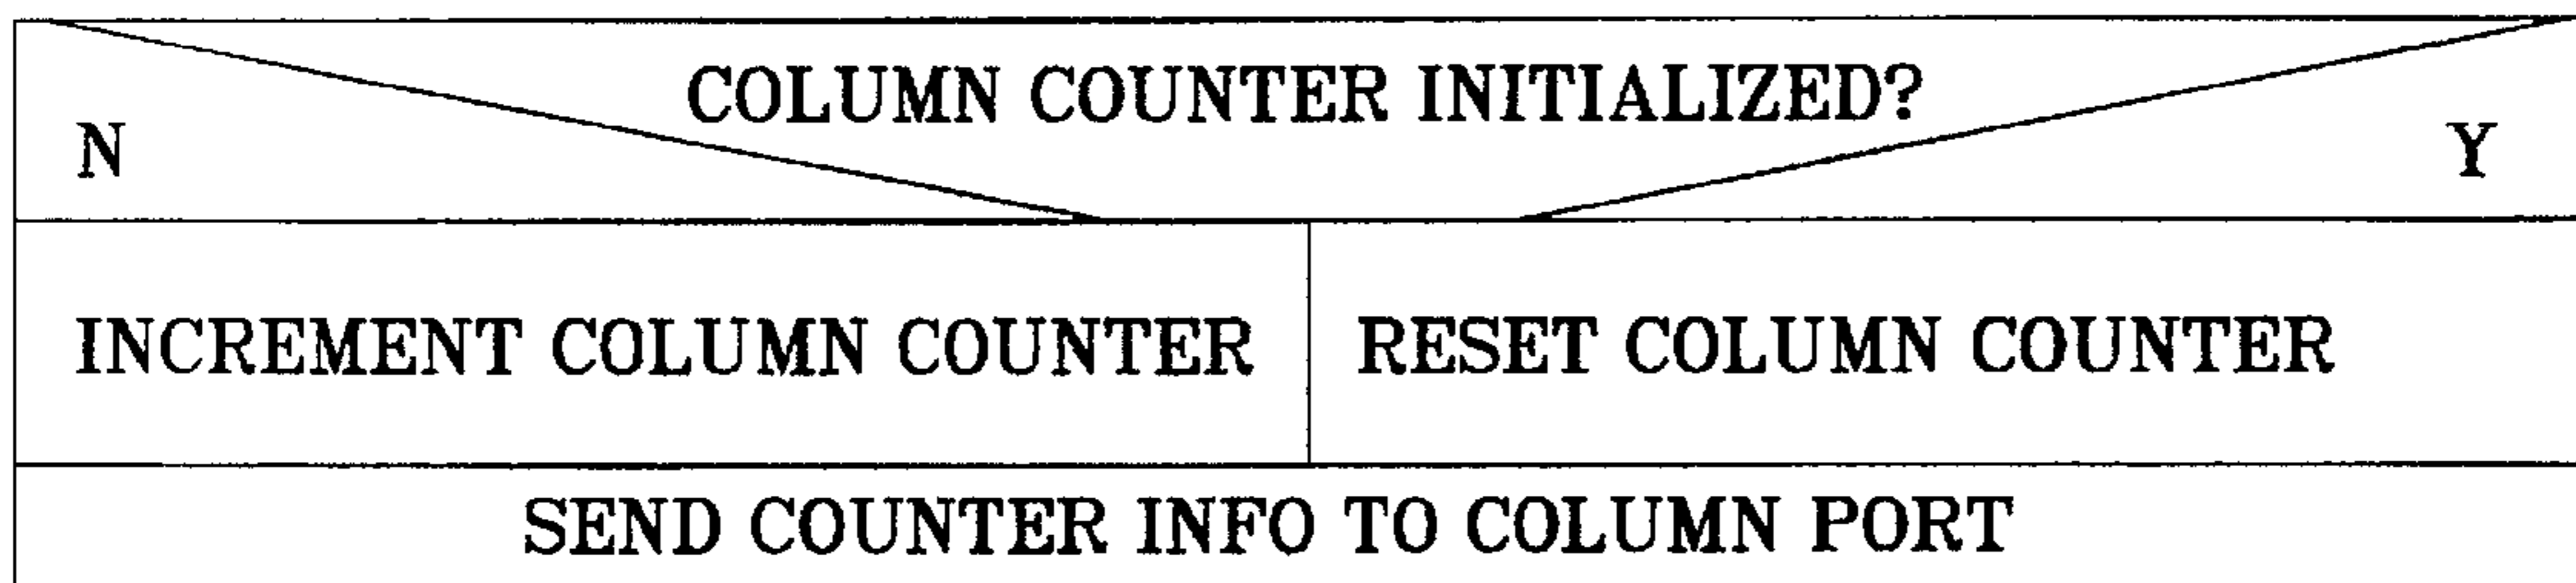 COLUMN COUNTER INITIALIZED?
N
Y
INCREMENT COLUMN COUNTER
RESET COLUMN COUNTER
SEND COUNTER INFO TO COLUMN PORT